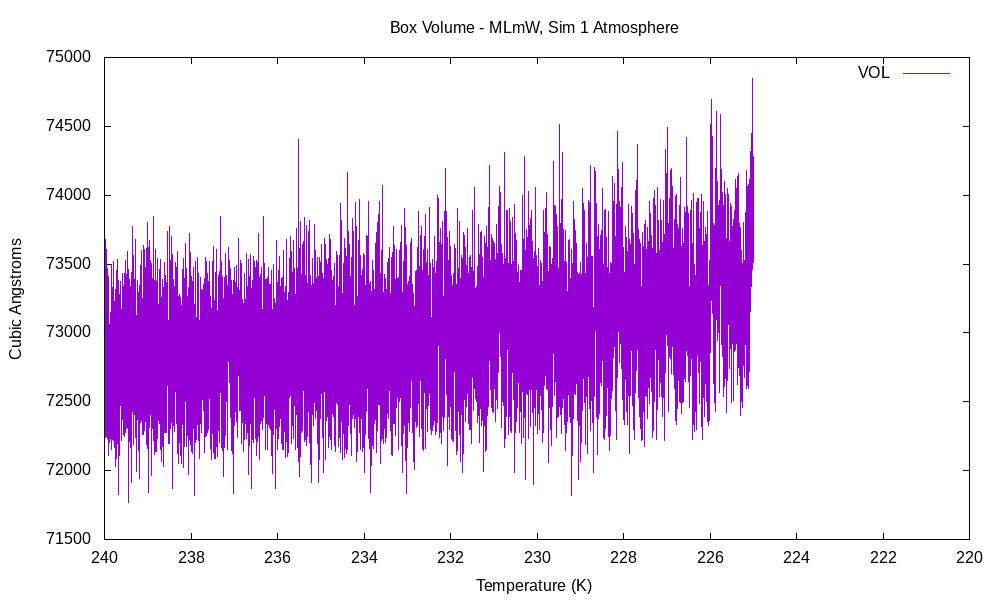 Box Volume - MLmW, Sim 1 Atmosphere
75000
VOL
74500
74000
73500
73000
72500
72000
71500
Cubic Angstroms
240 238 236 234 232 230 228 226 224 222 220
Temperature (K)